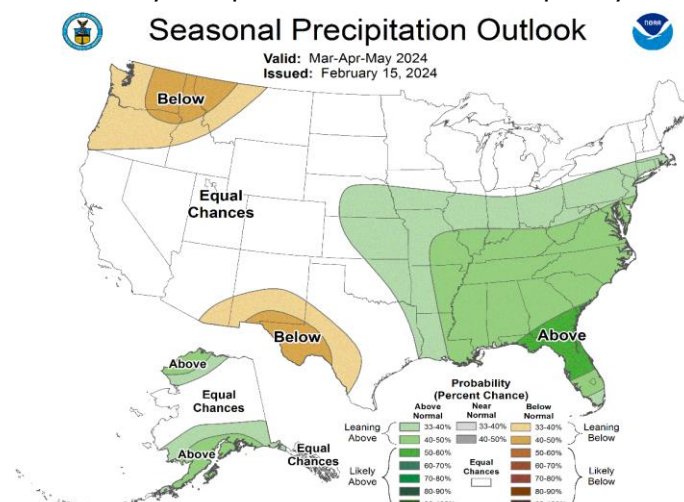 NOAA
Seasonal Precipitation Outlook
Valid: Mar-Apr-May 2024
Issued: February 15, 2024
Below
Equal
Chances
Below
Above
Above
Equal
Chances
Above
Equal
Chances
Probability
(Percent Chance)
Above
Normal
Near
Normal
Below
Normal
Leaning
Above
33-40%
33-40%
33-40%
Leaning
Below
40-50%
40-50%
40-50%
Likely
Above
50-60%
60-70%
70-80%
80-90%
Equal
Chances
50-60%
60-70%
70-80%
80-90%
Likely
Below